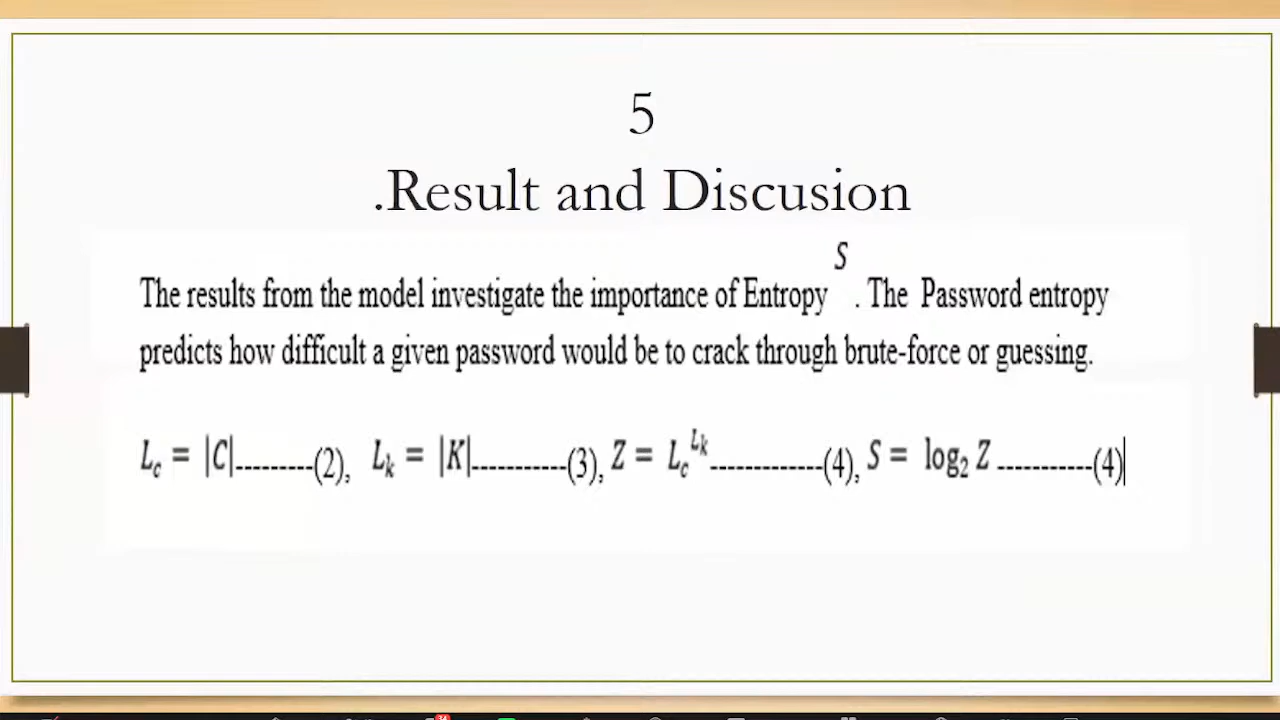 5
.Result and Discusion
The results from the model investigate the importance of Entropy S . The Password entropy
predicts how difficult a given password would be to crack through brute-force or guessing.
L_c = |C|---------(2), L_k = |K|-----------(3), Z = L_c^{L_k}-------------(4), S = log_2 Z -----------(4)